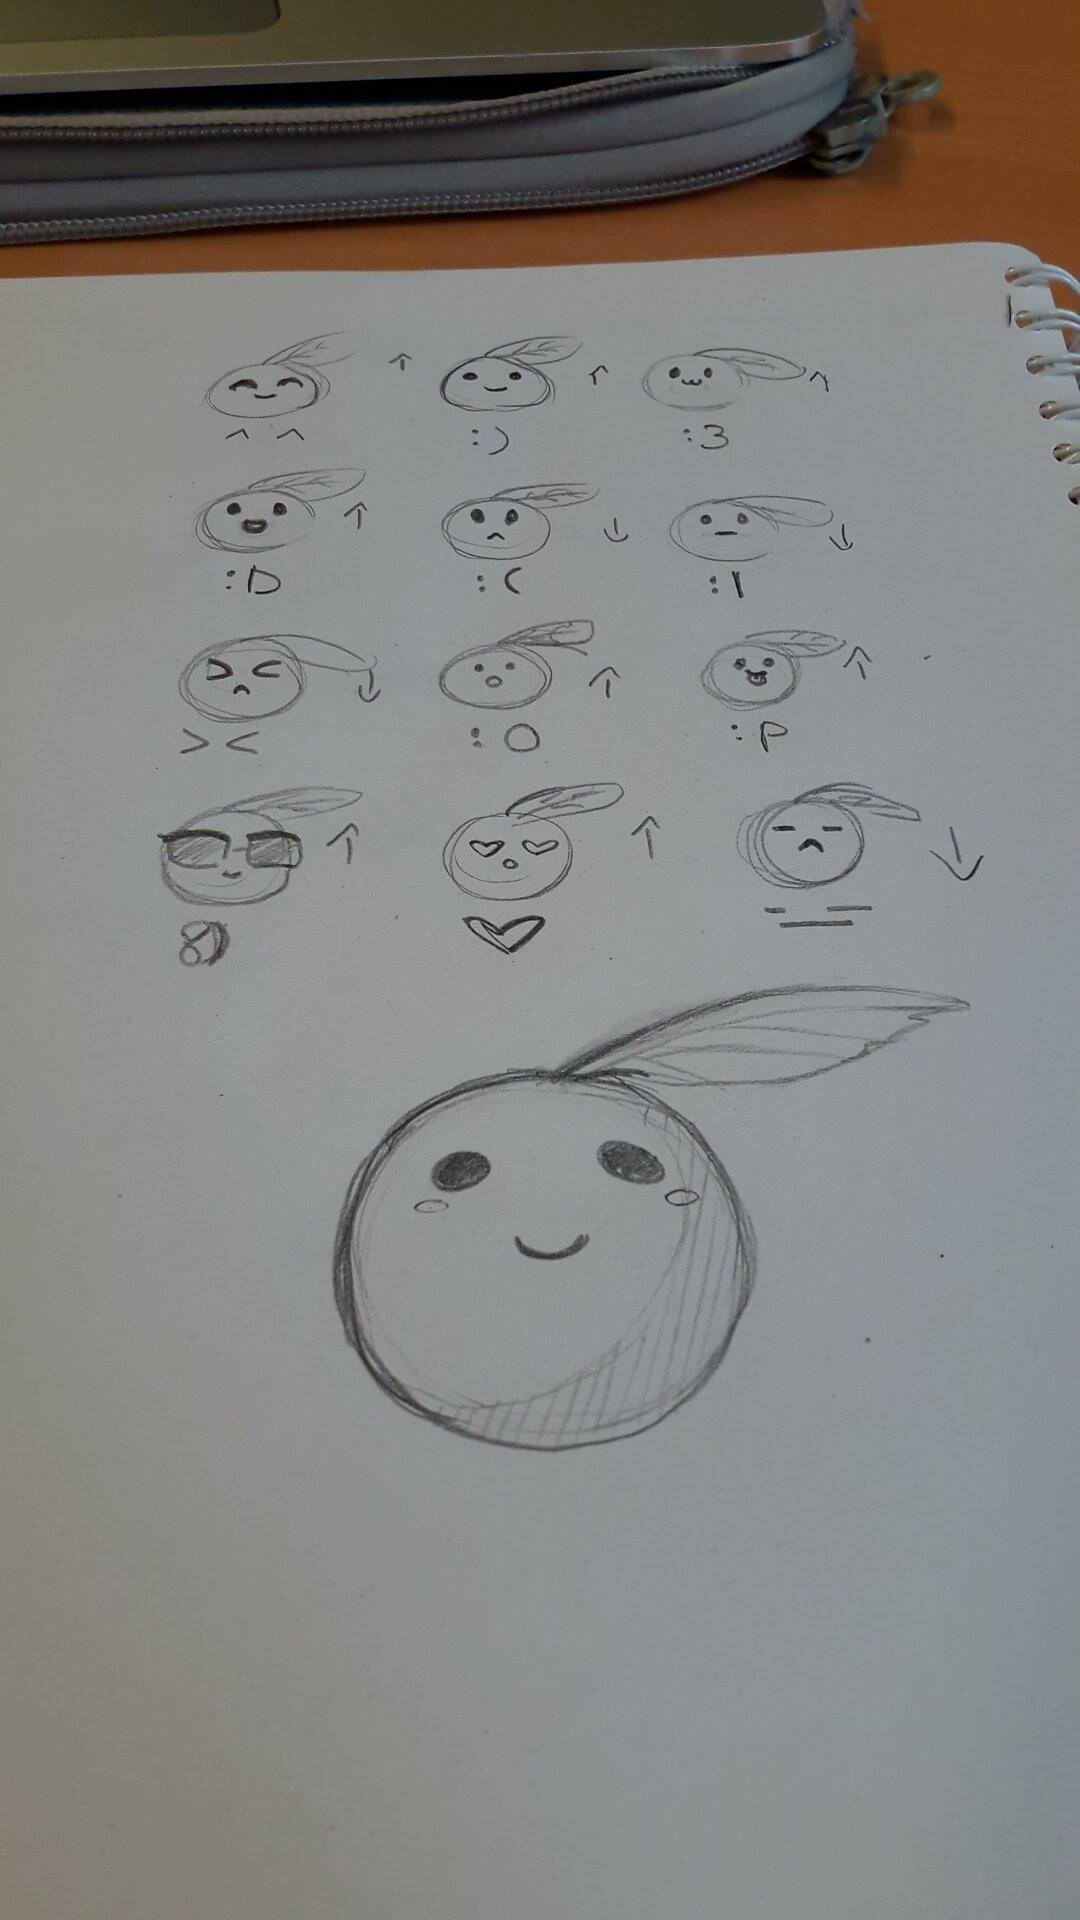 ↑ ↑ ↑
^ ^ :) :3
↑ ↓ ↓
:D :( :|
↓ ↑ ↑
> < :O :P
↑ ↑ ↓
8) ♡ -_-